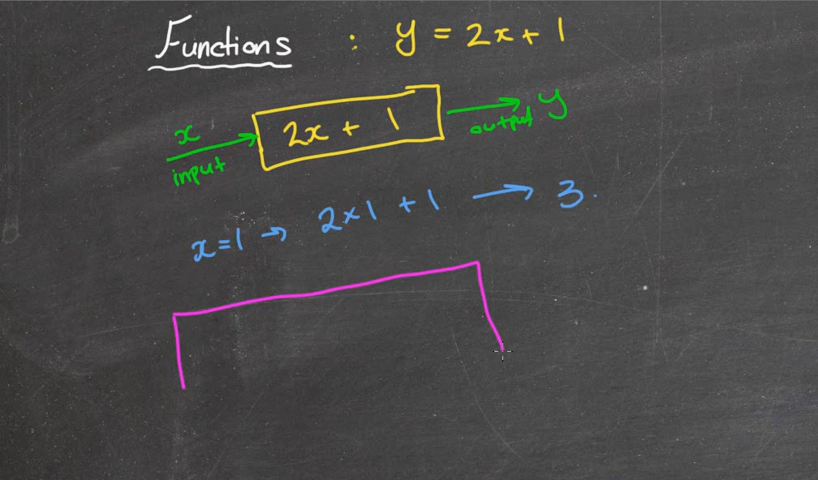 Functions : y = 2x + 1
x
input
2x + 1
output y
x=1 → 2×1 + 1 → 3.